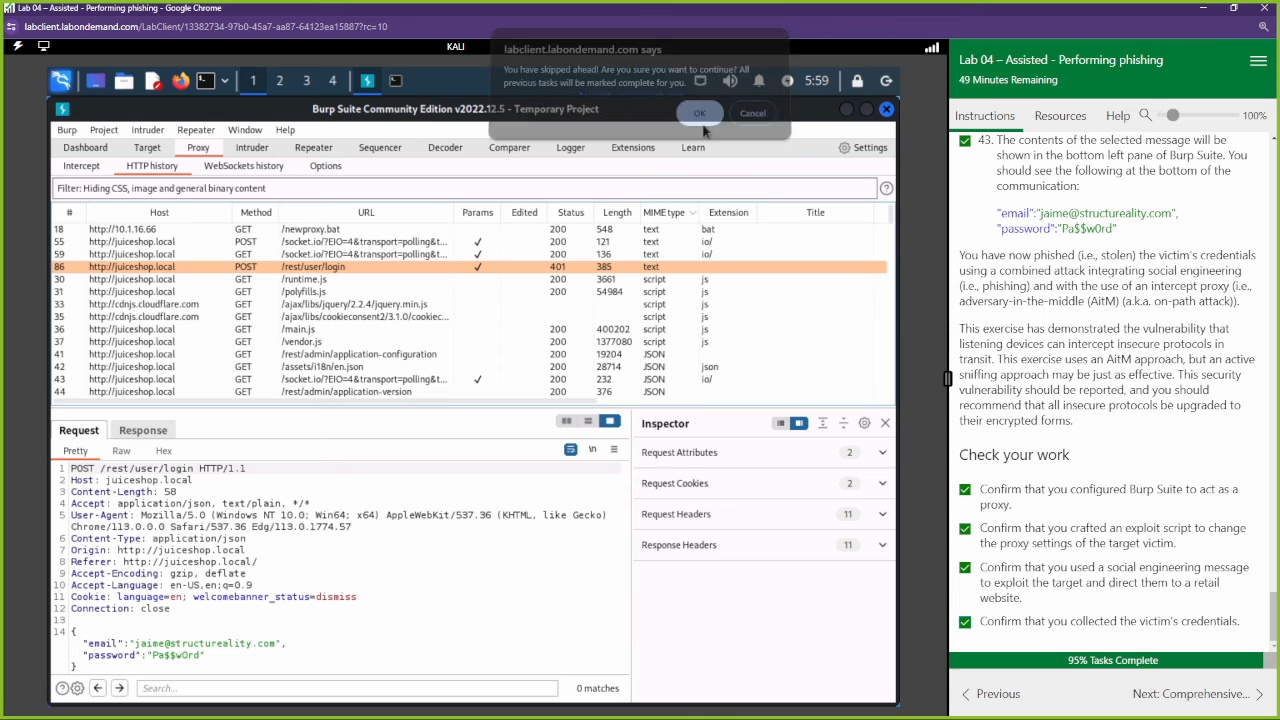 Lab 04 – Assisted - Performing phishing - Google Chrome
labclient.labondemand.com/LabClient/13382734-97b0-45a7-aa87-64123ea15887?rc=10
KALI
labclient.labondemand.com says
You have skipped ahead! Are you sure you want to continue? All
previous tasks will be marked complete for you.
OK Cancel
1 2 3 4 5:59
Burp Suite Community Edition v2022.12.5 - Temporary Project
Burp Project Intruder Repeater Window Help
Dashboard Target Proxy Intruder Repeater Sequencer Decoder Comparer Logger Extensions Learn Settings
Intercept HTTP history WebSockets history Options
Filter: Hiding CSS, image and general binary content
# Host Method URL Params Edited Status Length MIME type Extension Title
18 http://10.1.16.66 GET /newproxy.bat 200 548 text bat
55 http://juiceshop.local POST /socket.io/?EIO=4&transport=polling&t... ✓ 200 121 text io/
59 http://juiceshop.local GET /socket.io/?EIO=4&transport=polling&t... ✓ 200 136 text io/
86 http://juiceshop.local POST /rest/user/login ✓ 401 385 text
30 http://juiceshop.local GET /runtime.js 200 3661 script js
31 http://juiceshop.local GET /polyfills.js 200 54984 script js
33 http://cdnjs.cloudflare.com GET /ajax/libs/jquery/2.2.4/jquery.min.js script js
35 http://cdnjs.cloudflare.com GET /ajax/libs/cookieconsent2/3.1.0/cookiec... script js
36 http://juiceshop.local GET /main.js 200 400202 script js
37 http://juiceshop.local GET /vendor.js 200 1377080 script js
41 http://juiceshop.local GET /rest/admin/application-configuration 200 19204 JSON
42 http://juiceshop.local GET /assets/i18n/en.json 200 28714 JSON json
43 http://juiceshop.local GET /socket.io/?EIO=4&transport=polling&t... ✓ 200 232 JSON io/
44 http://juiceshop.local GET /rest/admin/application-version 200 376 JSON
Request Response
Pretty Raw Hex \n
1 POST /rest/user/login HTTP/1.1
2 Host: juiceshop.local
3 Content-Length: 58
4 Accept: application/json, text/plain, */*
5 User-Agent: Mozilla/5.0 (Windows NT 10.0; Win64; x64) AppleWebKit/537.36 (KHTML, like Gecko)
Chrome/113.0.0.0 Safari/537.36 Edg/113.0.1774.57
6 Content-Type: application/json
7 Origin: http://juiceshop.local
8 Referer: http://juiceshop.local/
9 Accept-Encoding: gzip, deflate
10 Accept-Language: en-US,en;q=0.9
11 Cookie: language=en; welcomebanner_status=dismiss
12 Connection: close
13
14 {
"email":"jaime@structureality.com",
"password":"Pa$$w0rd"
}
Search... 0 matches
Inspector
Request Attributes 2
Request Cookies 2
Request Headers 11
Response Headers 11
Lab 04 – Assisted - Performing phishing
49 Minutes Remaining
Instructions Resources Help 100%
43. The contents of the selected message will be
shown in the bottom left pane of Burp Suite. You
should see the following at the bottom of the
communication:
"email":"jaime@structureality.com",
"password":"Pa$$w0rd"
You have now phished (i.e., stolen) the victim's credentials
using a combined attack integrating social engineering
(i.e., phishing) and with the use of an intercept proxy (i.e.,
adversary-in-the-middle (AitM) (a.k.a. on-path attack)).
This exercise has demonstrated the vulnerability that
listening devices can intercept insecure protocols in
transit. This exercise uses an AitM approach, but an active
sniffing approach may be just as effective. This security
vulnerability should be reported, and you should
recommend that all insecure protocols be upgraded to
their encrypted forms.
Check your work
Confirm that you configured Burp Suite to act as a
proxy.
Confirm that you crafted an exploit script to change
the proxy settings of the target victim.
Confirm that you used a social engineering message
to exploit the target and direct them to a retail
website.
Confirm that you collected the victim's credentials.
95% Tasks Complete
Previous Next: Comprehensive...